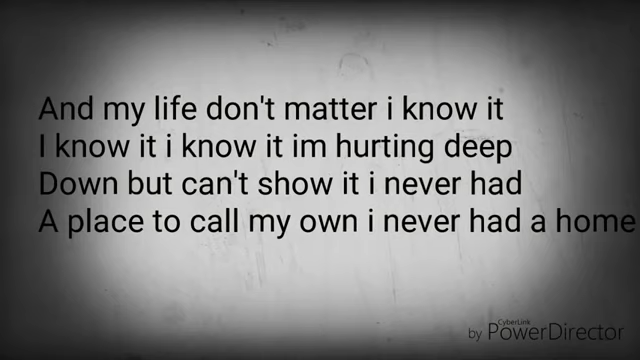 And my life don't matter i know it
I know it i know it im hurting deep
Down but can't show it i never had
A place to call my own i never had a home
CyberLink
by PowerDirector